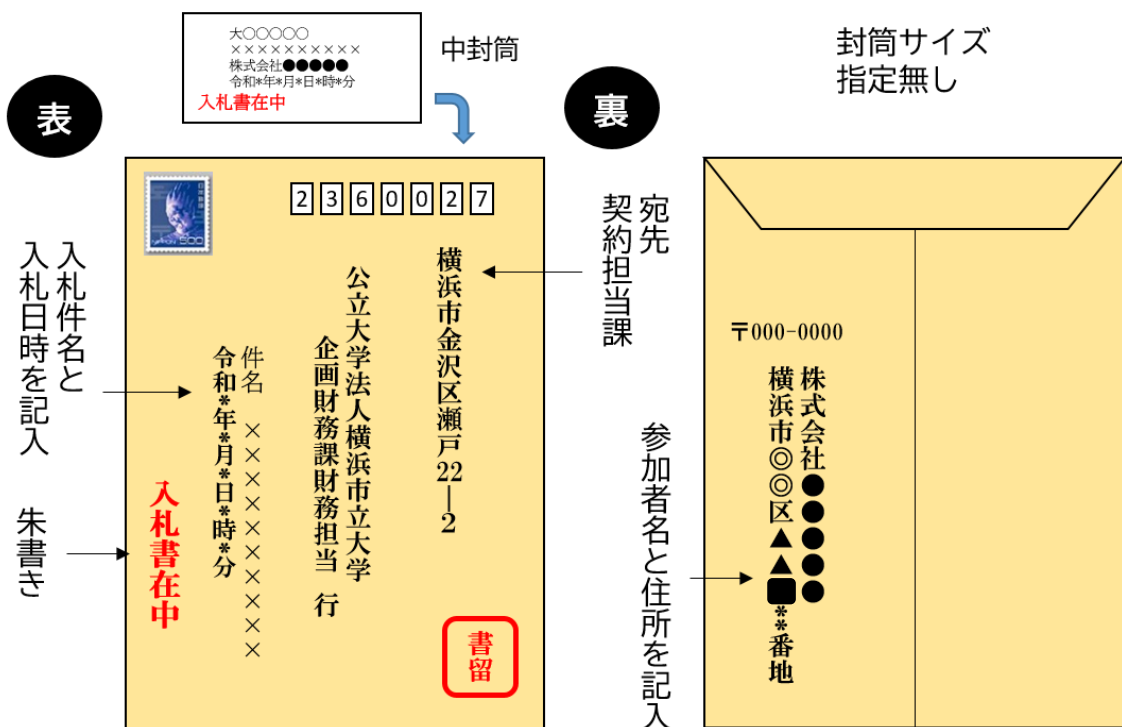 大〇〇〇〇〇
××××××××××
株式会社●●●●●
令和*年*月*日*時*分
入札書在中
中封筒
封筒サイズ
指定無し
表
裏
2360027
500
宛先
契約担当課
横浜市金沢区瀬戸22―2
公立大学法人横浜市立大学
企画財務課財務担当 行
件名 ××××××××××
令和*年*月*日*時*分
入札書在中
書留
入札件名と
入札日時を記入
朱書き
〒000-0000
株式会社●●●●●
横浜市◎◎区▲▲■**番地
参加者名と住所を記入